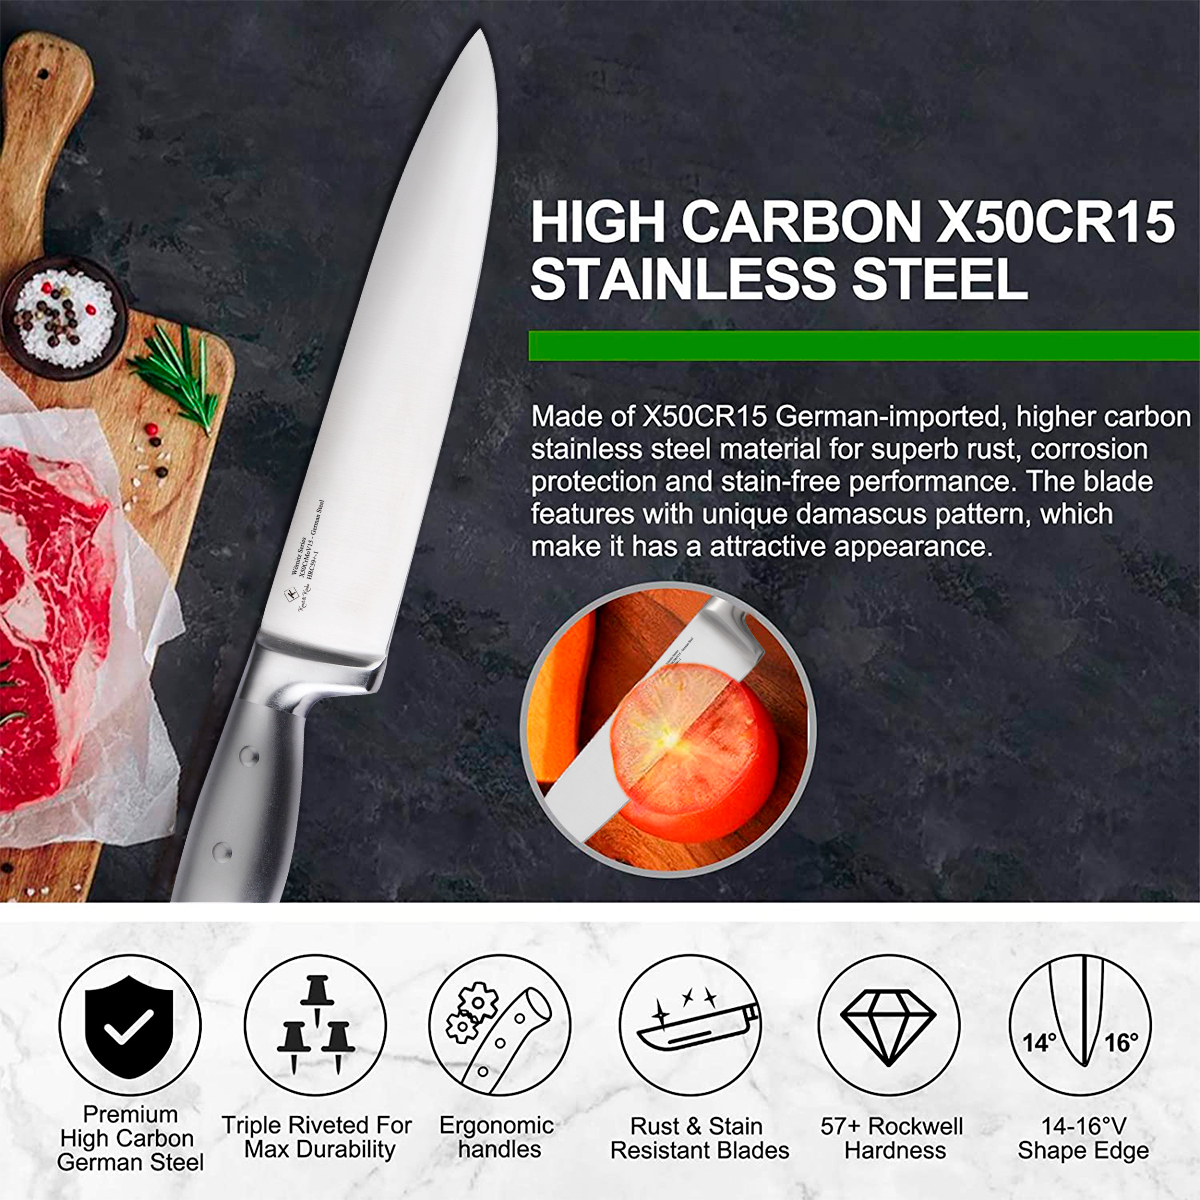 HIGH CARBON X50CR15
STAINLESS STEEL
Made of X50CR15 German-imported, higher carbon
stainless steel material for superb rust, corrosion
protection and stain-free performance. The blade
features with unique damascus pattern, which
make it has a attractive appearance.
X50CrMoV15 - German Steel
K
Premium
High Carbon
German Steel
Triple Riveted For
Max Durability
Ergonomic
handles
Rust & Stain
Resistant Blades
57+ Rockwell
Hardness
14°
16°
14-16°V
Shape Edge